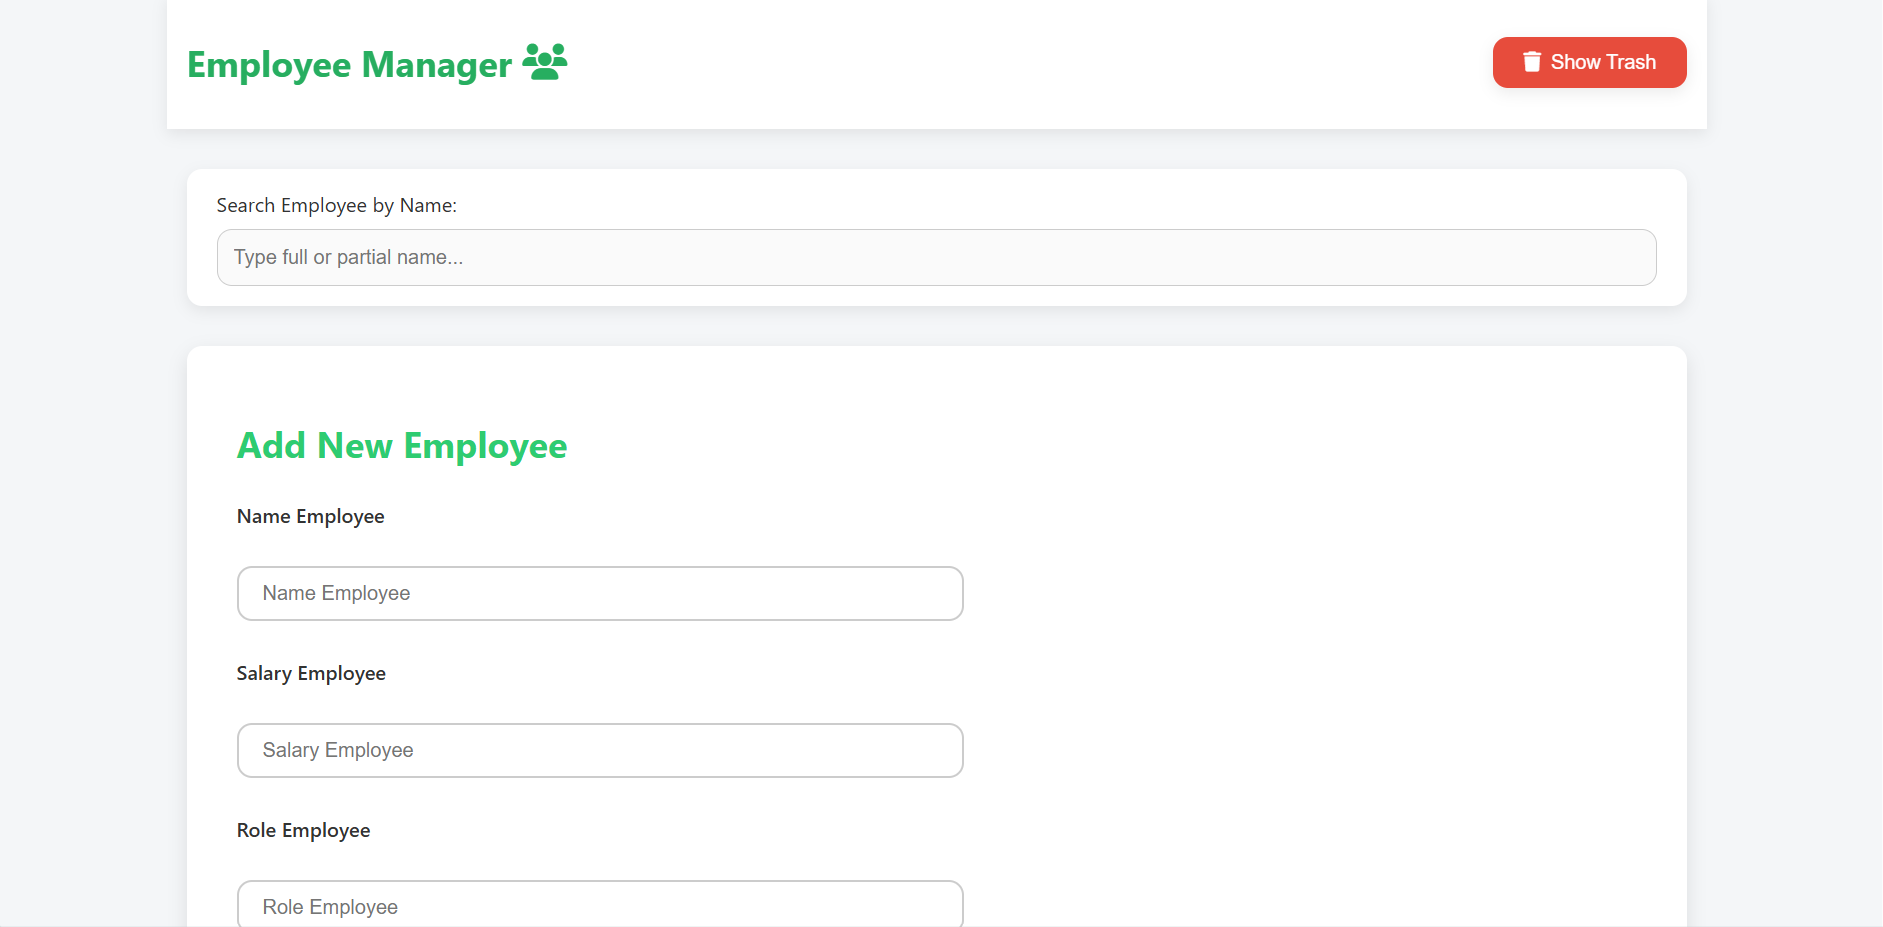 Employee Manager
Show Trash
Search Employee by Name:
Type full or partial name...
Add New Employee
Name Employee
Name Employee
Salary Employee
Salary Employee
Role Employee
Role Employee